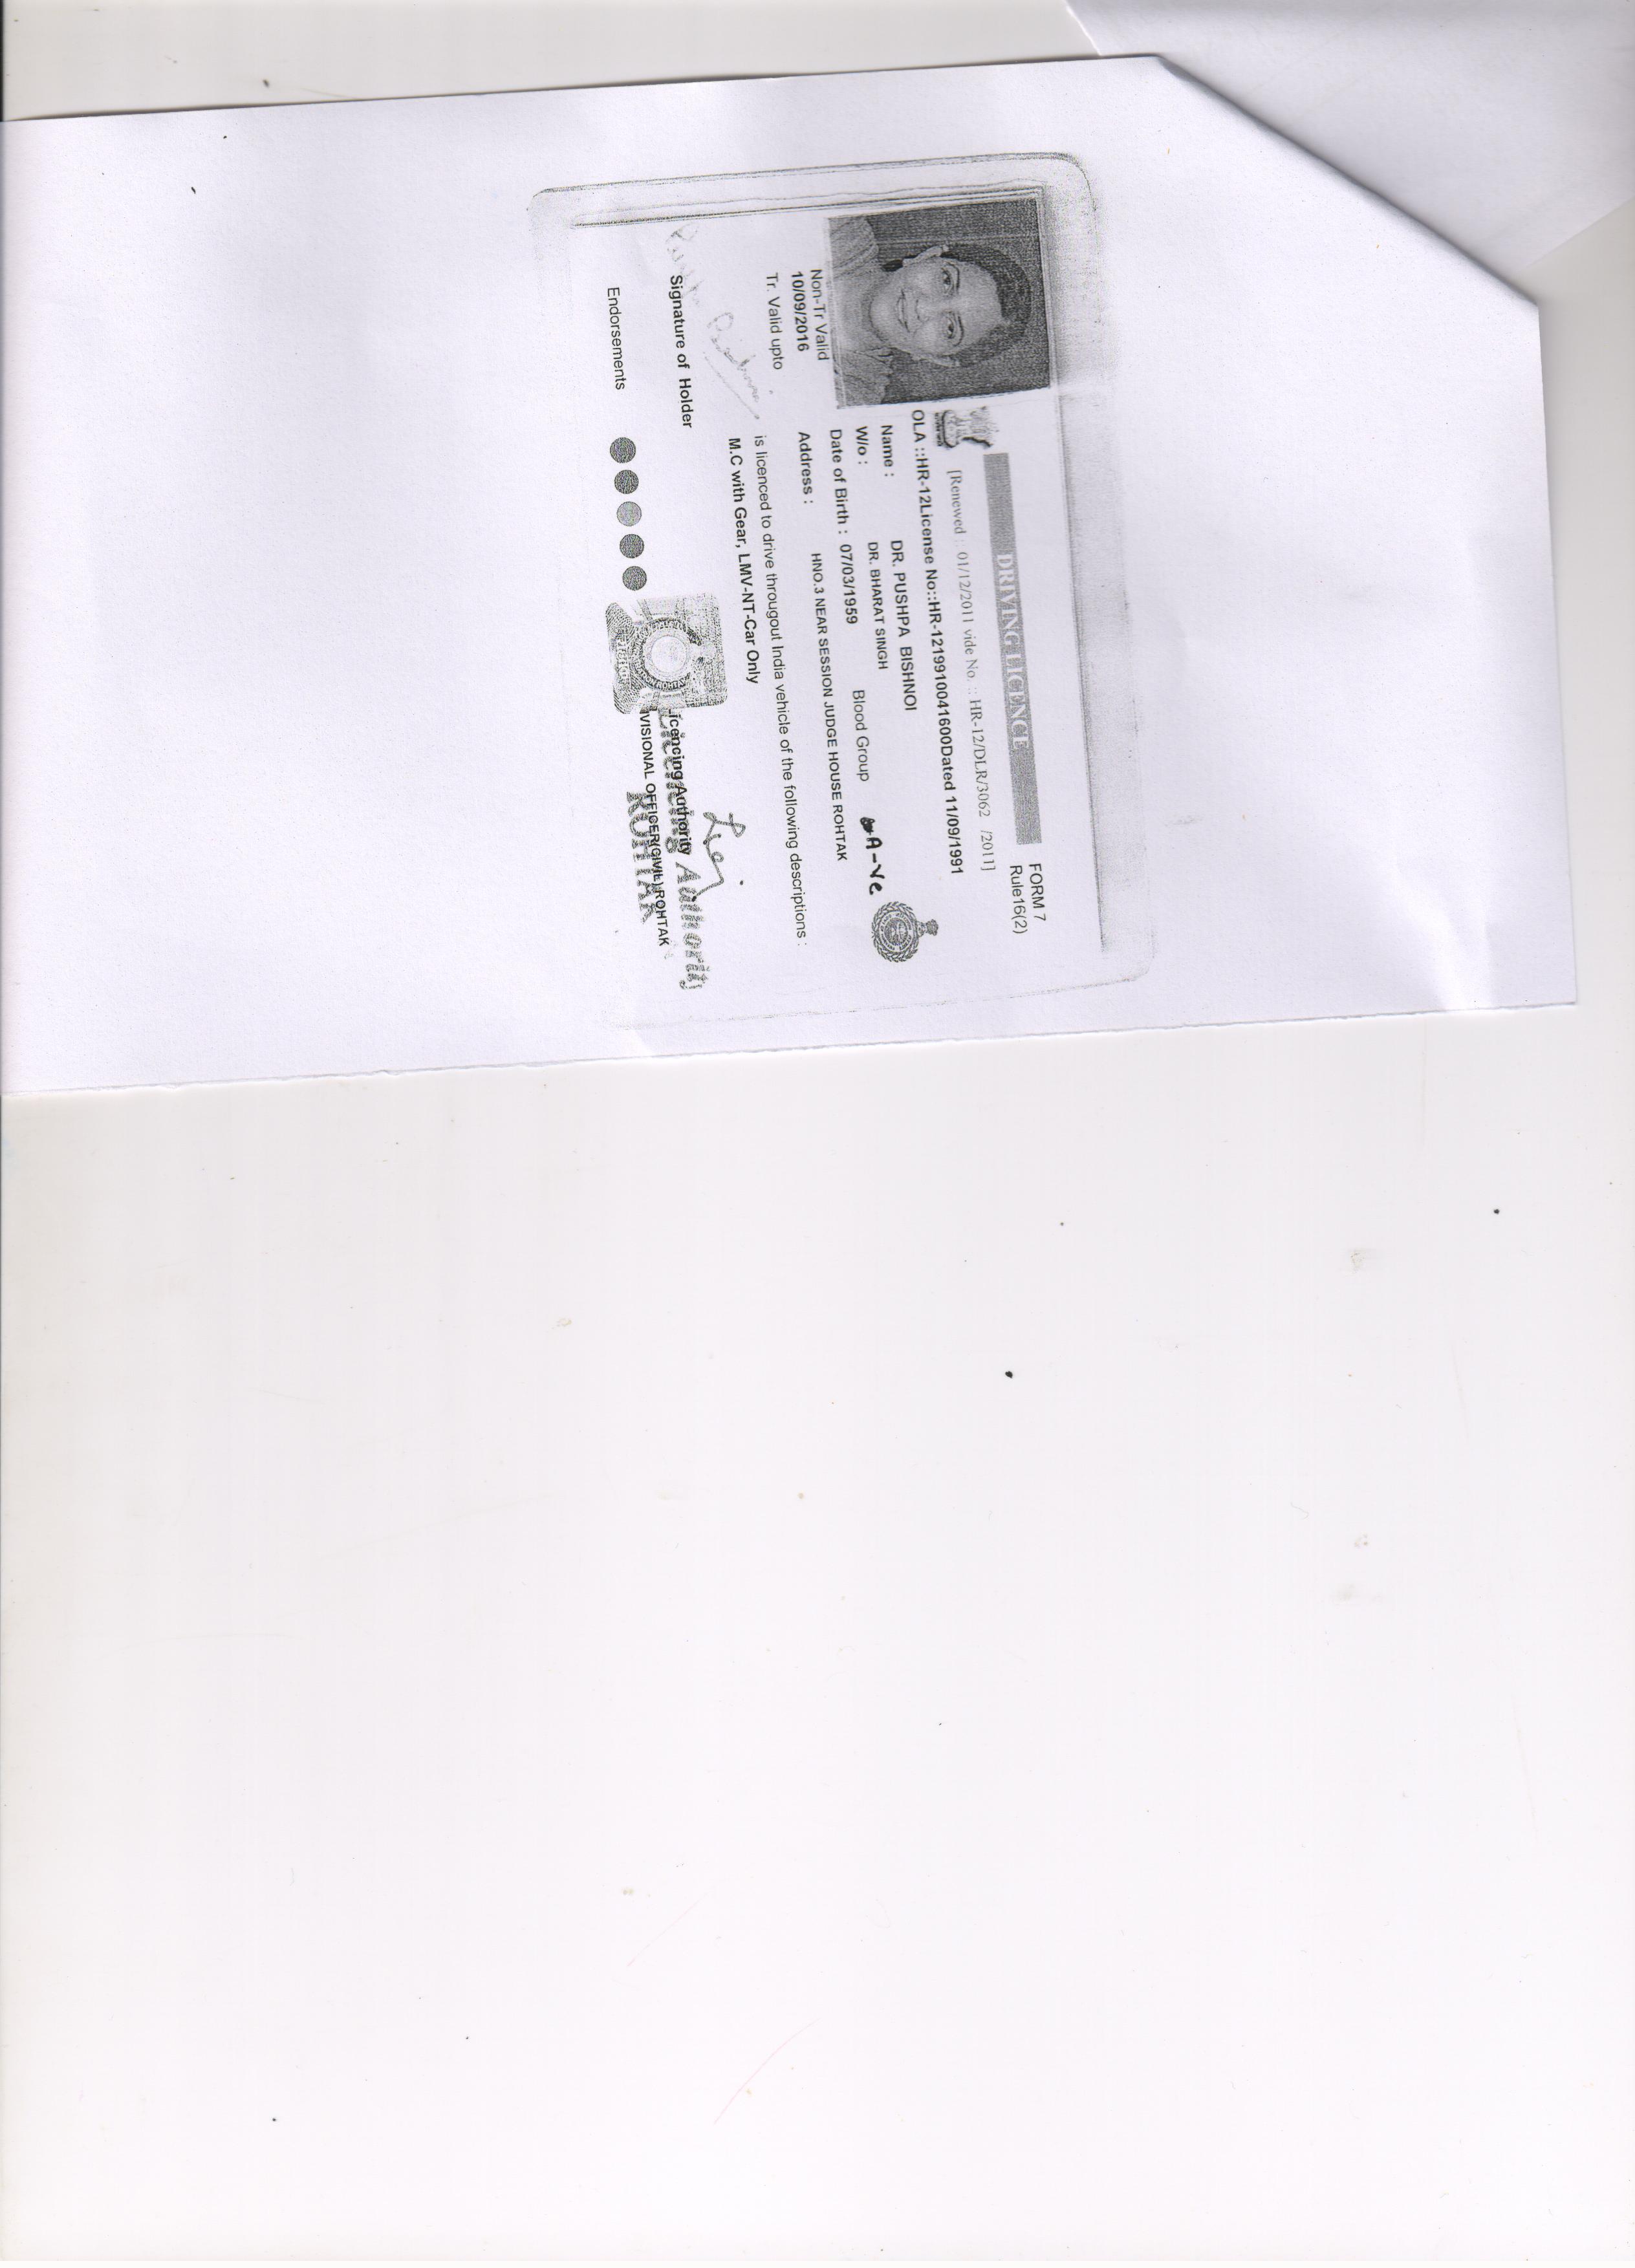 FORM 7
Rule16(2)
DRIVING LICENCE
[Renewed : 01/12/2011 vide No. :: HR-12/DLR/3062 /2011]
OLA ::HR-12License No::HR-1219910041600Dated 11/09/1991
Name : DR. PUSHPA BISHNOI
W/o : DR. BHARAT SINGH
Date of Birth : 07/03/1959 Blood Group A-ve
Address : HNO.3 NEAR SESSION JUDGE HOUSE ROHTAK
Non-Tr Valid
10/09/2016
Tr. Valid upto
is licenced to drive througout India vehicle of the following descriptions :
M.C with Gear, LMV-NT-Car Only
Signature of Holder
Licencing Authority
Licencing Authority
VISIONAL OFFICER(CIVIL) ROHTAK
ROHTAK
Endorsements